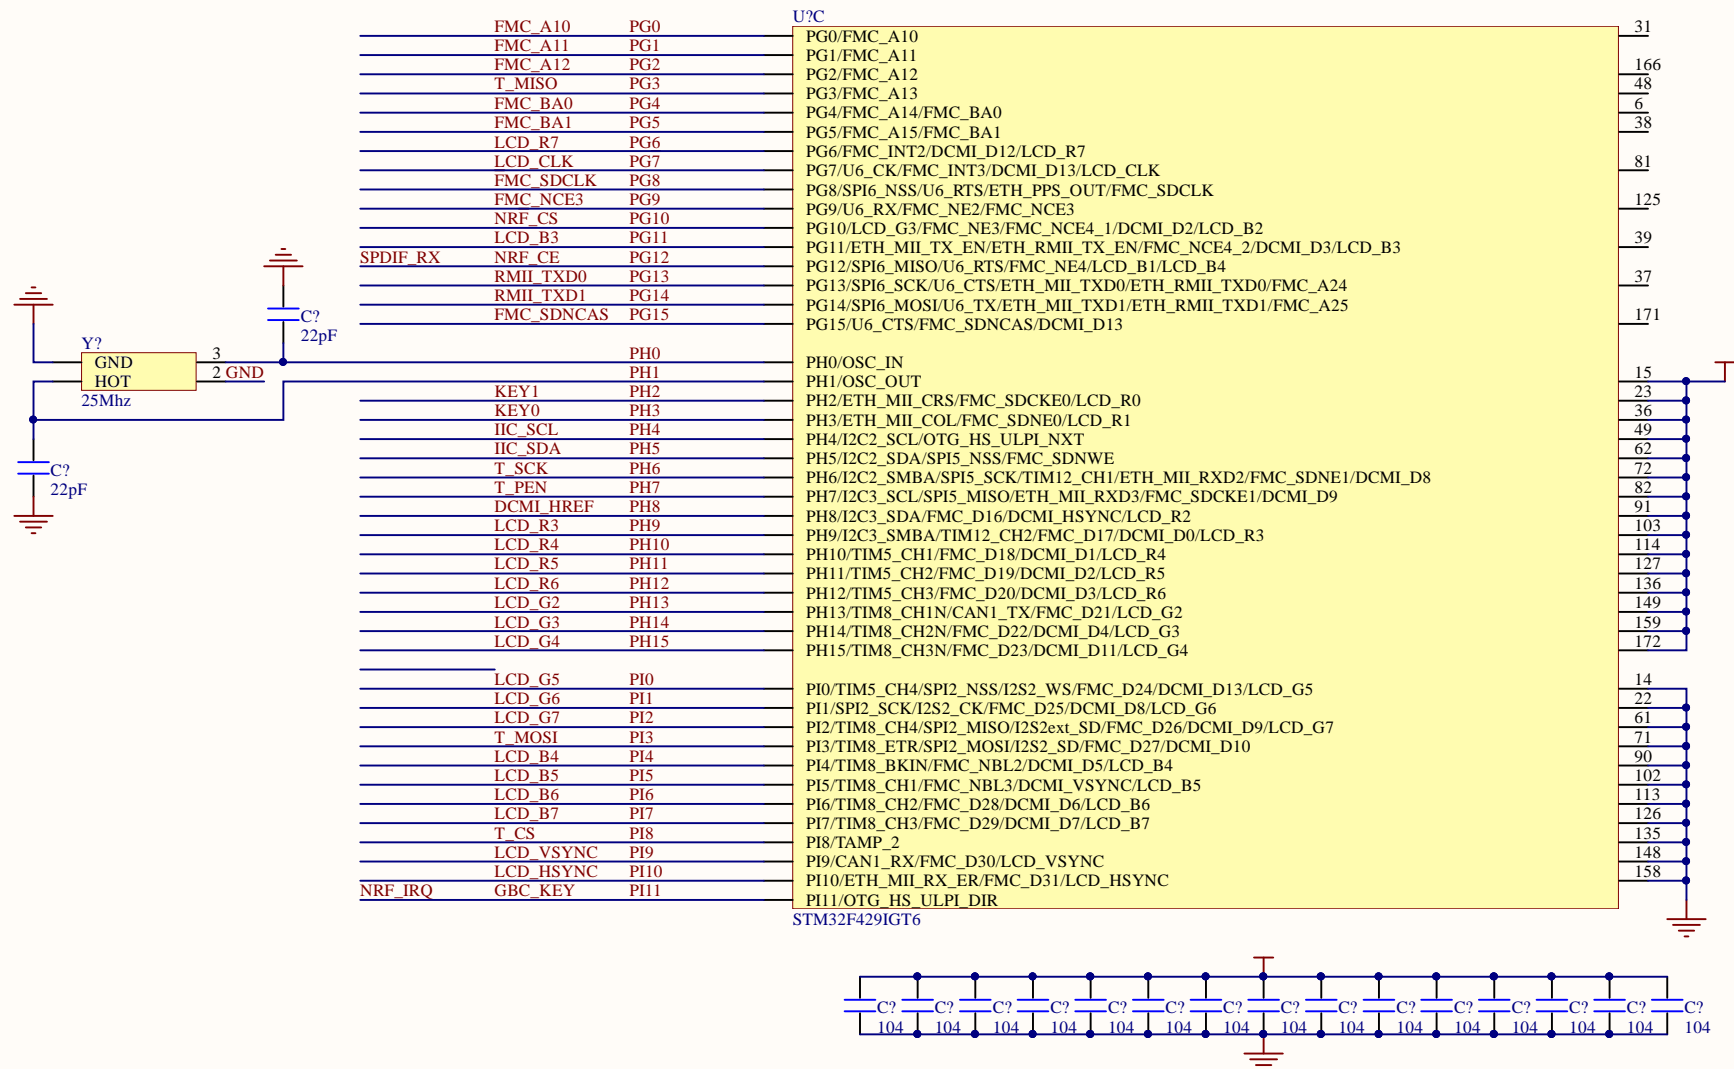 U?C
FMC_A10 PG0 PG0/FMC_A10 31
FMC_A11 PG1 PG1/FMC_A11
FMC_A12 PG2 PG2/FMC_A12 166
T_MISO PG3 PG3/FMC_A13 48
FMC_BA0 PG4 PG4/FMC_A14/FMC_BA0 6
FMC_BA1 PG5 PG5/FMC_A15/FMC_BA1 38
LCD_R7 PG6 PG6/FMC_INT2/DCMI_D12/LCD_R7
LCD_CLK PG7 PG7/U6_CK/FMC_INT3/DCMI_D13/LCD_CLK 81
FMC_SDCLK PG8 PG8/SPI6_NSS/U6_RTS/ETH_PPS_OUT/FMC_SDCLK
FMC_NCE3 PG9 PG9/U6_RX/FMC_NE2/FMC_NCE3 125
NRF_CS PG10 PG10/LCD_G3/FMC_NE3/FMC_NCE4_1/DCMI_D2/LCD_B2
LCD_B3 PG11 PG11/ETH_MII_TX_EN/ETH_RMII_TX_EN/FMC_NCE4_2/DCMI_D3/LCD_B3 39
SPDIF_RX NRF_CE PG12 PG12/SPI6_MISO/U6_RTS/FMC_NE4/LCD_B1/LCD_B4
RMII_TXD0 PG13 PG13/SPI6_SCK/U6_CTS/ETH_MII_TXD0/ETH_RMII_TXD0/FMC_A24 37
RMII_TXD1 PG14 PG14/SPI6_MOSI/U6_TX/ETH_MII_TXD1/ETH_RMII_TXD1/FMC_A25
C? FMC_SDNCAS PG15 PG15/U6_CTS/FMC_SDNCAS/DCMI_D13 171
22pF
Y?
GND 3 PH0 PH0/OSC_IN
HOT 2 GND PH1 PH1/OSC_OUT 15
25Mhz KEY1 PH2 PH2/ETH_MII_CRS/FMC_SDCKE0/LCD_R0 23
KEY0 PH3 PH3/ETH_MII_COL/FMC_SDNE0/LCD_R1 36
IIC_SCL PH4 PH4/I2C2_SCL/OTG_HS_ULPI_NXT 49
IIC_SDA PH5 PH5/I2C2_SDA/SPI5_NSS/FMC_SDNWE 62
C? T_SCK PH6 PH6/I2C2_SMBA/SPI5_SCK/TIM12_CH1/ETH_MII_RXD2/FMC_SDNE1/DCMI_D8 72
22pF T_PEN PH7 PH7/I2C3_SCL/SPI5_MISO/ETH_MII_RXD3/FMC_SDCKE1/DCMI_D9 82
DCMI_HREF PH8 PH8/I2C3_SDA/FMC_D16/DCMI_HSYNC/LCD_R2 91
LCD_R3 PH9 PH9/I2C3_SMBA/TIM12_CH2/FMC_D17/DCMI_D0/LCD_R3 103
LCD_R4 PH10 PH10/TIM5_CH1/FMC_D18/DCMI_D1/LCD_R4 114
LCD_R5 PH11 PH11/TIM5_CH2/FMC_D19/DCMI_D2/LCD_R5 127
LCD_R6 PH12 PH12/TIM5_CH3/FMC_D20/DCMI_D3/LCD_R6 136
LCD_G2 PH13 PH13/TIM8_CH1N/CAN1_TX/FMC_D21/LCD_G2 149
LCD_G3 PH14 PH14/TIM8_CH2N/FMC_D22/DCMI_D4/LCD_G3 159
LCD_G4 PH15 PH15/TIM8_CH3N/FMC_D23/DCMI_D11/LCD_G4 172
LCD_G5 PI0 PI0/TIM5_CH4/SPI2_NSS/I2S2_WS/FMC_D24/DCMI_D13/LCD_G5 14
LCD_G6 PI1 PI1/SPI2_SCK/I2S2_CK/FMC_D25/DCMI_D8/LCD_G6 22
LCD_G7 PI2 PI2/TIM8_CH4/SPI2_MISO/I2S2ext_SD/FMC_D26/DCMI_D9/LCD_G7 61
T_MOSI PI3 PI3/TIM8_ETR/SPI2_MOSI/I2S2_SD/FMC_D27/DCMI_D10 71
LCD_B4 PI4 PI4/TIM8_BKIN/FMC_NBL2/DCMI_D5/LCD_B4 90
LCD_B5 PI5 PI5/TIM8_CH1/FMC_NBL3/DCMI_VSYNC/LCD_B5 102
LCD_B6 PI6 PI6/TIM8_CH2/FMC_D28/DCMI_D6/LCD_B6 113
LCD_B7 PI7 PI7/TIM8_CH3/FMC_D29/DCMI_D7/LCD_B7 126
T_CS PI8 PI8/TAMP_2 135
LCD_VSYNC PI9 PI9/CAN1_RX/FMC_D30/LCD_VSYNC 148
LCD_HSYNC PI10 PI10/ETH_MII_RX_ER/FMC_D31/LCD_HSYNC 158
NRF_IRQ GBC_KEY PI11 PI11/OTG_HS_ULPI_DIR
STM32F429IGT6
C? C? C? C? C? C? C? C? C? C? C? C? C? C? C?
104 104 104 104 104 104 104 104 104 104 104 104 104 104 104